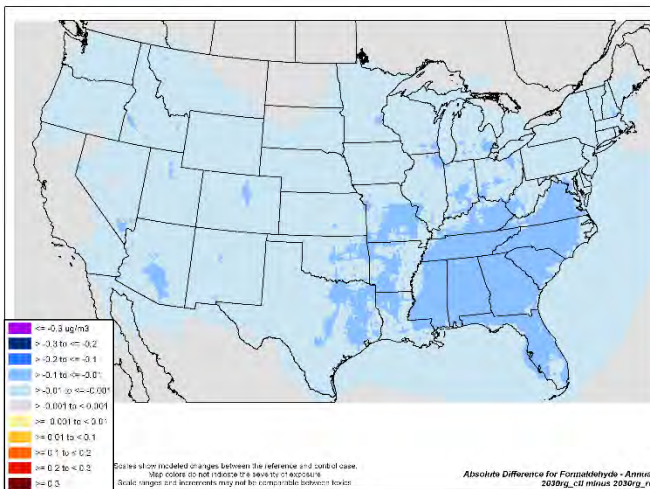 <= -0.3 ug/m3
> -0.3 to <= -0.2
> -0.2 to <= -0.1
> -0.1 to <= -0.01
> -0.01 to <= -0.001
> -0.001 to < 0.001
>= 0.001 to < 0.01
>= 0.01 to < 0.1
>= 0.1 to < 0.2
>= 0.2 to < 0.3
>= 0.3
Scales show modeled changes between the reference and control case.
Map colors do not indicate the severity of exposure
Scale ranges and increments may not be comparable between toxics
Absolute Difference for Formaldehyde - Annua
2030rg_ctl minus 2030rg_r